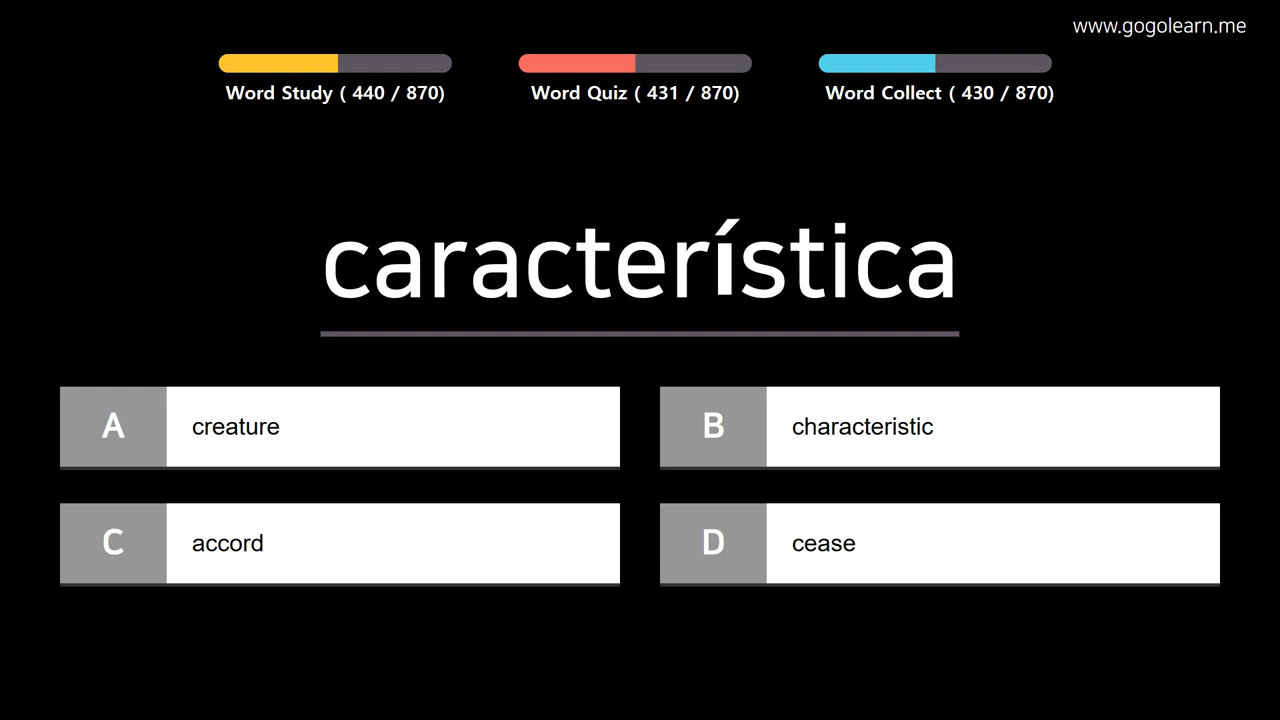 www.gogolearn.me
Word Study ( 440 / 870)
Word Quiz ( 431 / 870)
Word Collect ( 430 / 870)
característica
A creature
B characteristic
C accord
D cease